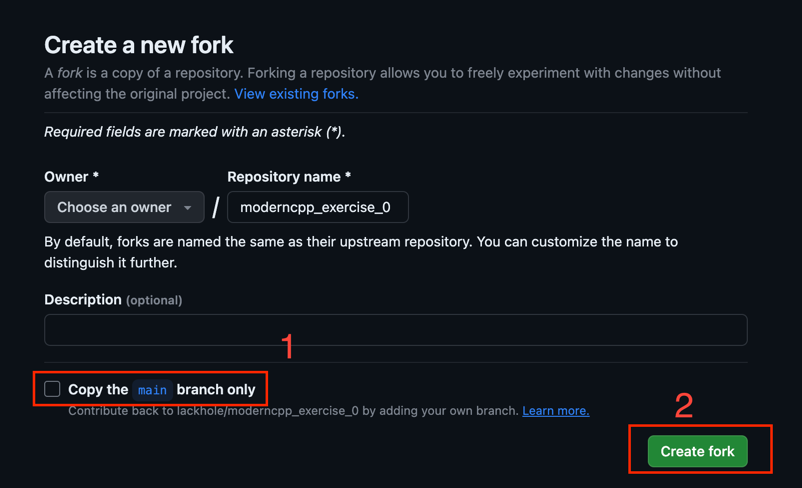 Create a new fork
A fork is a copy of a repository. Forking a repository allows you to freely experiment with changes without
affecting the original project. View existing forks.
Required fields are marked with an asterisk (*).
Owner * Repository name *
Choose an owner / moderncpp_exercise_0
By default, forks are named the same as their upstream repository. You can customize the name to
distinguish it further.
Description (optional)
1
Copy the main branch only
Contribute back to lackhole/moderncpp_exercise_0 by adding your own branch. Learn more.
2
Create fork